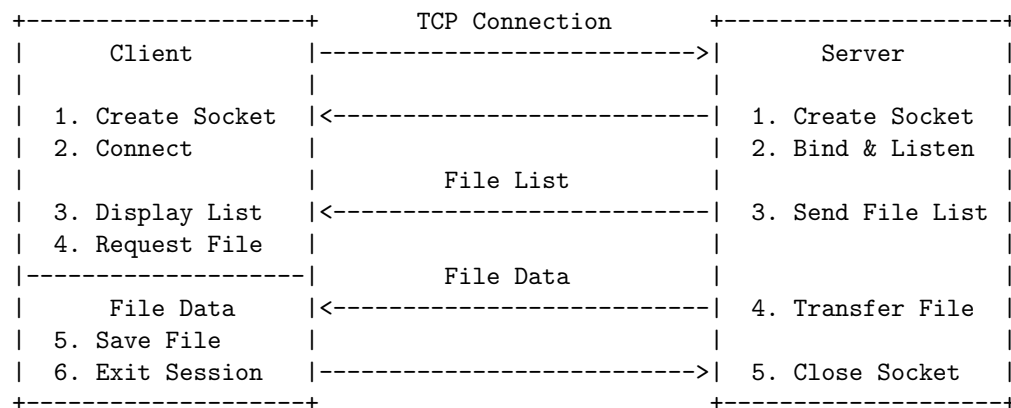 +--------------------+       TCP Connection       +--------------------+
|       Client       |--------------------------->|       Server       |
|                    |                            |                    |
|  1. Create Socket  |<---------------------------|  1. Create Socket  |
|  2. Connect        |                            |  2. Bind & Listen  |
|                    |         File List          |                    |
|  3. Display List   |<---------------------------|  3. Send File List |
|  4. Request File   |                            |                    |
|--------------------|         File Data          |                    |
|      File Data     |<---------------------------|  4. Transfer File  |
|  5. Save File      |                            |                    |
|  6. Exit Session   |--------------------------->|  5. Close Socket   |
+--------------------+                            +--------------------+